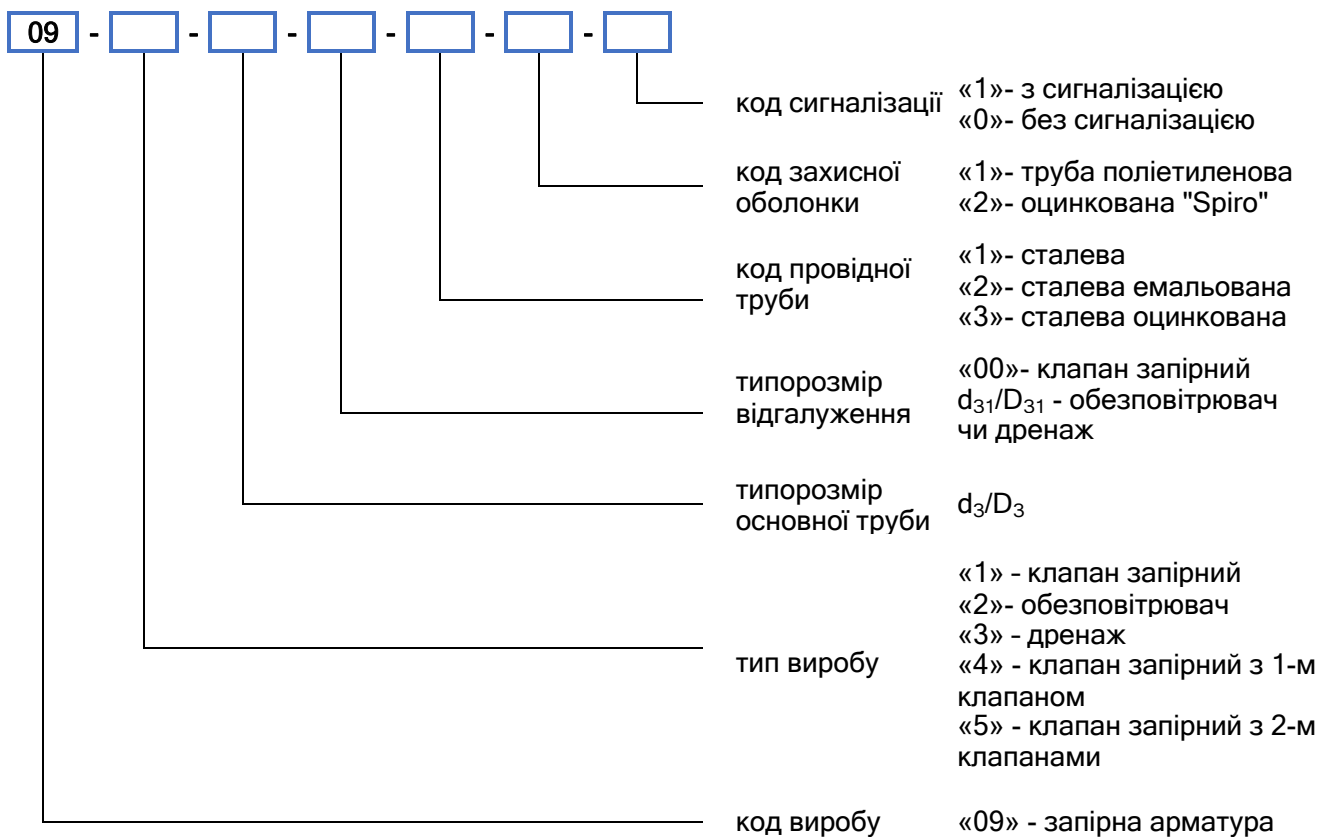 09 - - - - - -
код сигналізації
«1»- з сигналізацією
«0»- без сигналізацією
код захисної
оболонки
«1»- труба поліетиленова
«2»- оцинкована "Spiro"
код провідної
труби
«1»- сталева
«2»- сталева емальована
«3»- сталева оцинкована
типорозмір
відгалуження
«00»- клапан запірний
d₃₁/D₃₁ - обезповітрювач
чи дренаж
типорозмір
основної труби
d₃/D₃
тип виробу
«1» - клапан запірний
«2»- обезповітрювач
«3» - дренаж
«4» - клапан запірний з 1-м
клапаном
«5» - клапан запірний з 2-м
клапанами
код виробу
«09» - запірна арматура